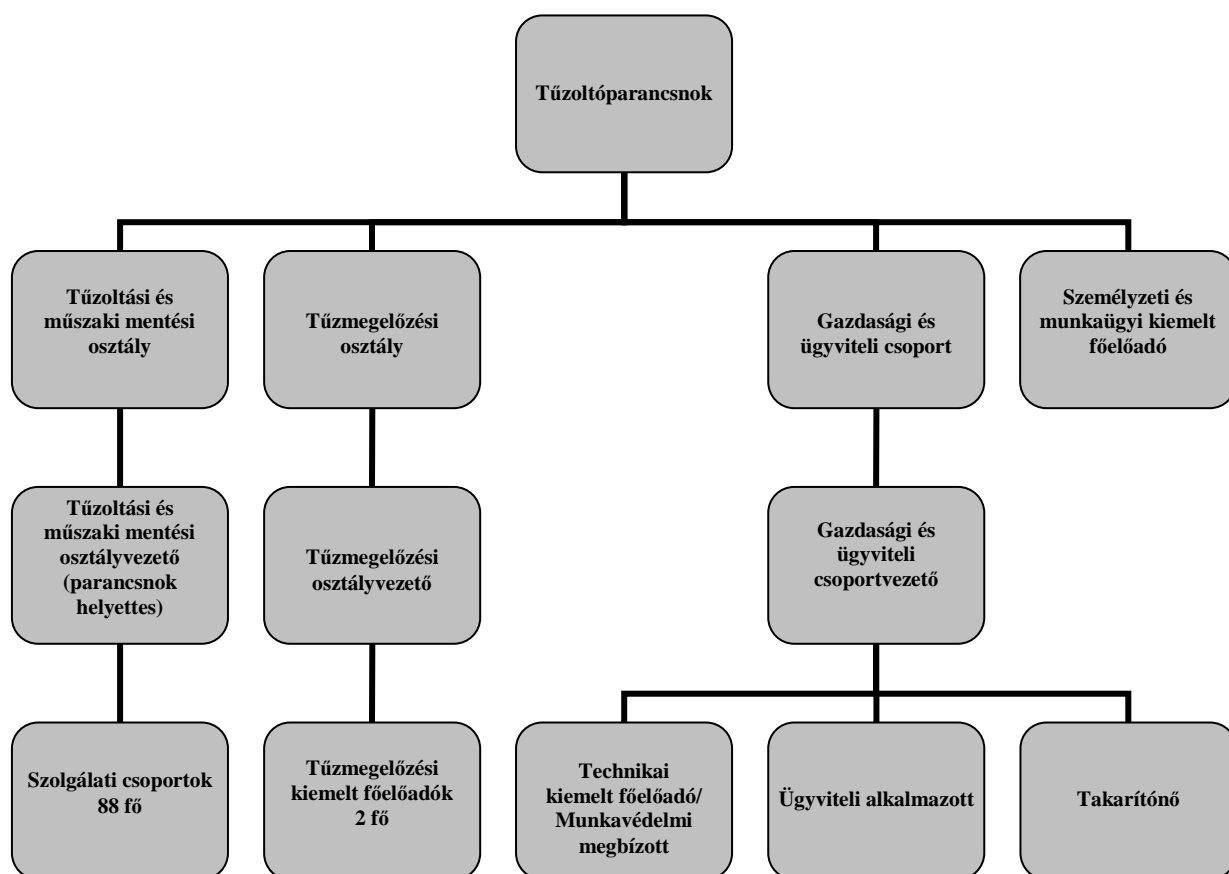 Tűzoltóparancsnok
Tűzoltási és
műszaki mentési
osztály
Tűzmegelőzési
osztály
Gazdasági és
ügyviteli csoport
Személyzeti és
munkaügyi kiemelt
főelőadó
Tűzoltási és
műszaki mentési
osztályvezető
(parancsnok
helyettes)
Tűzmegelőzési
osztályvezető
Gazdasági és
ügyviteli
csoportvezető
Szolgálati csoportok
88 fő
Tűzmegelőzési
kiemelt főelőadók
2 fő
Technikai
kiemelt főelőadó/
Munkavédelmi
megbízott
Ügyviteli alkalmazott
Takarítónő